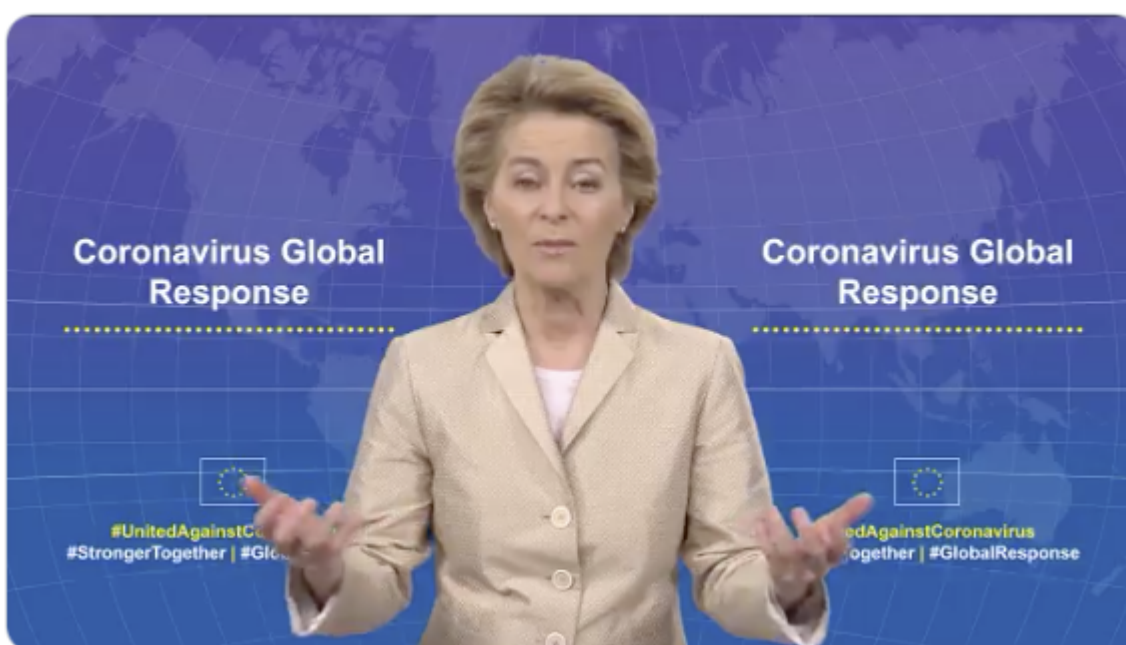 Coronavirus Global
Response
Coronavirus Global
Response
#UnitedAgainstCo
#StrongerTogether | #Glo
edAgainstCoronavirus
ogether | #GlobalResponse